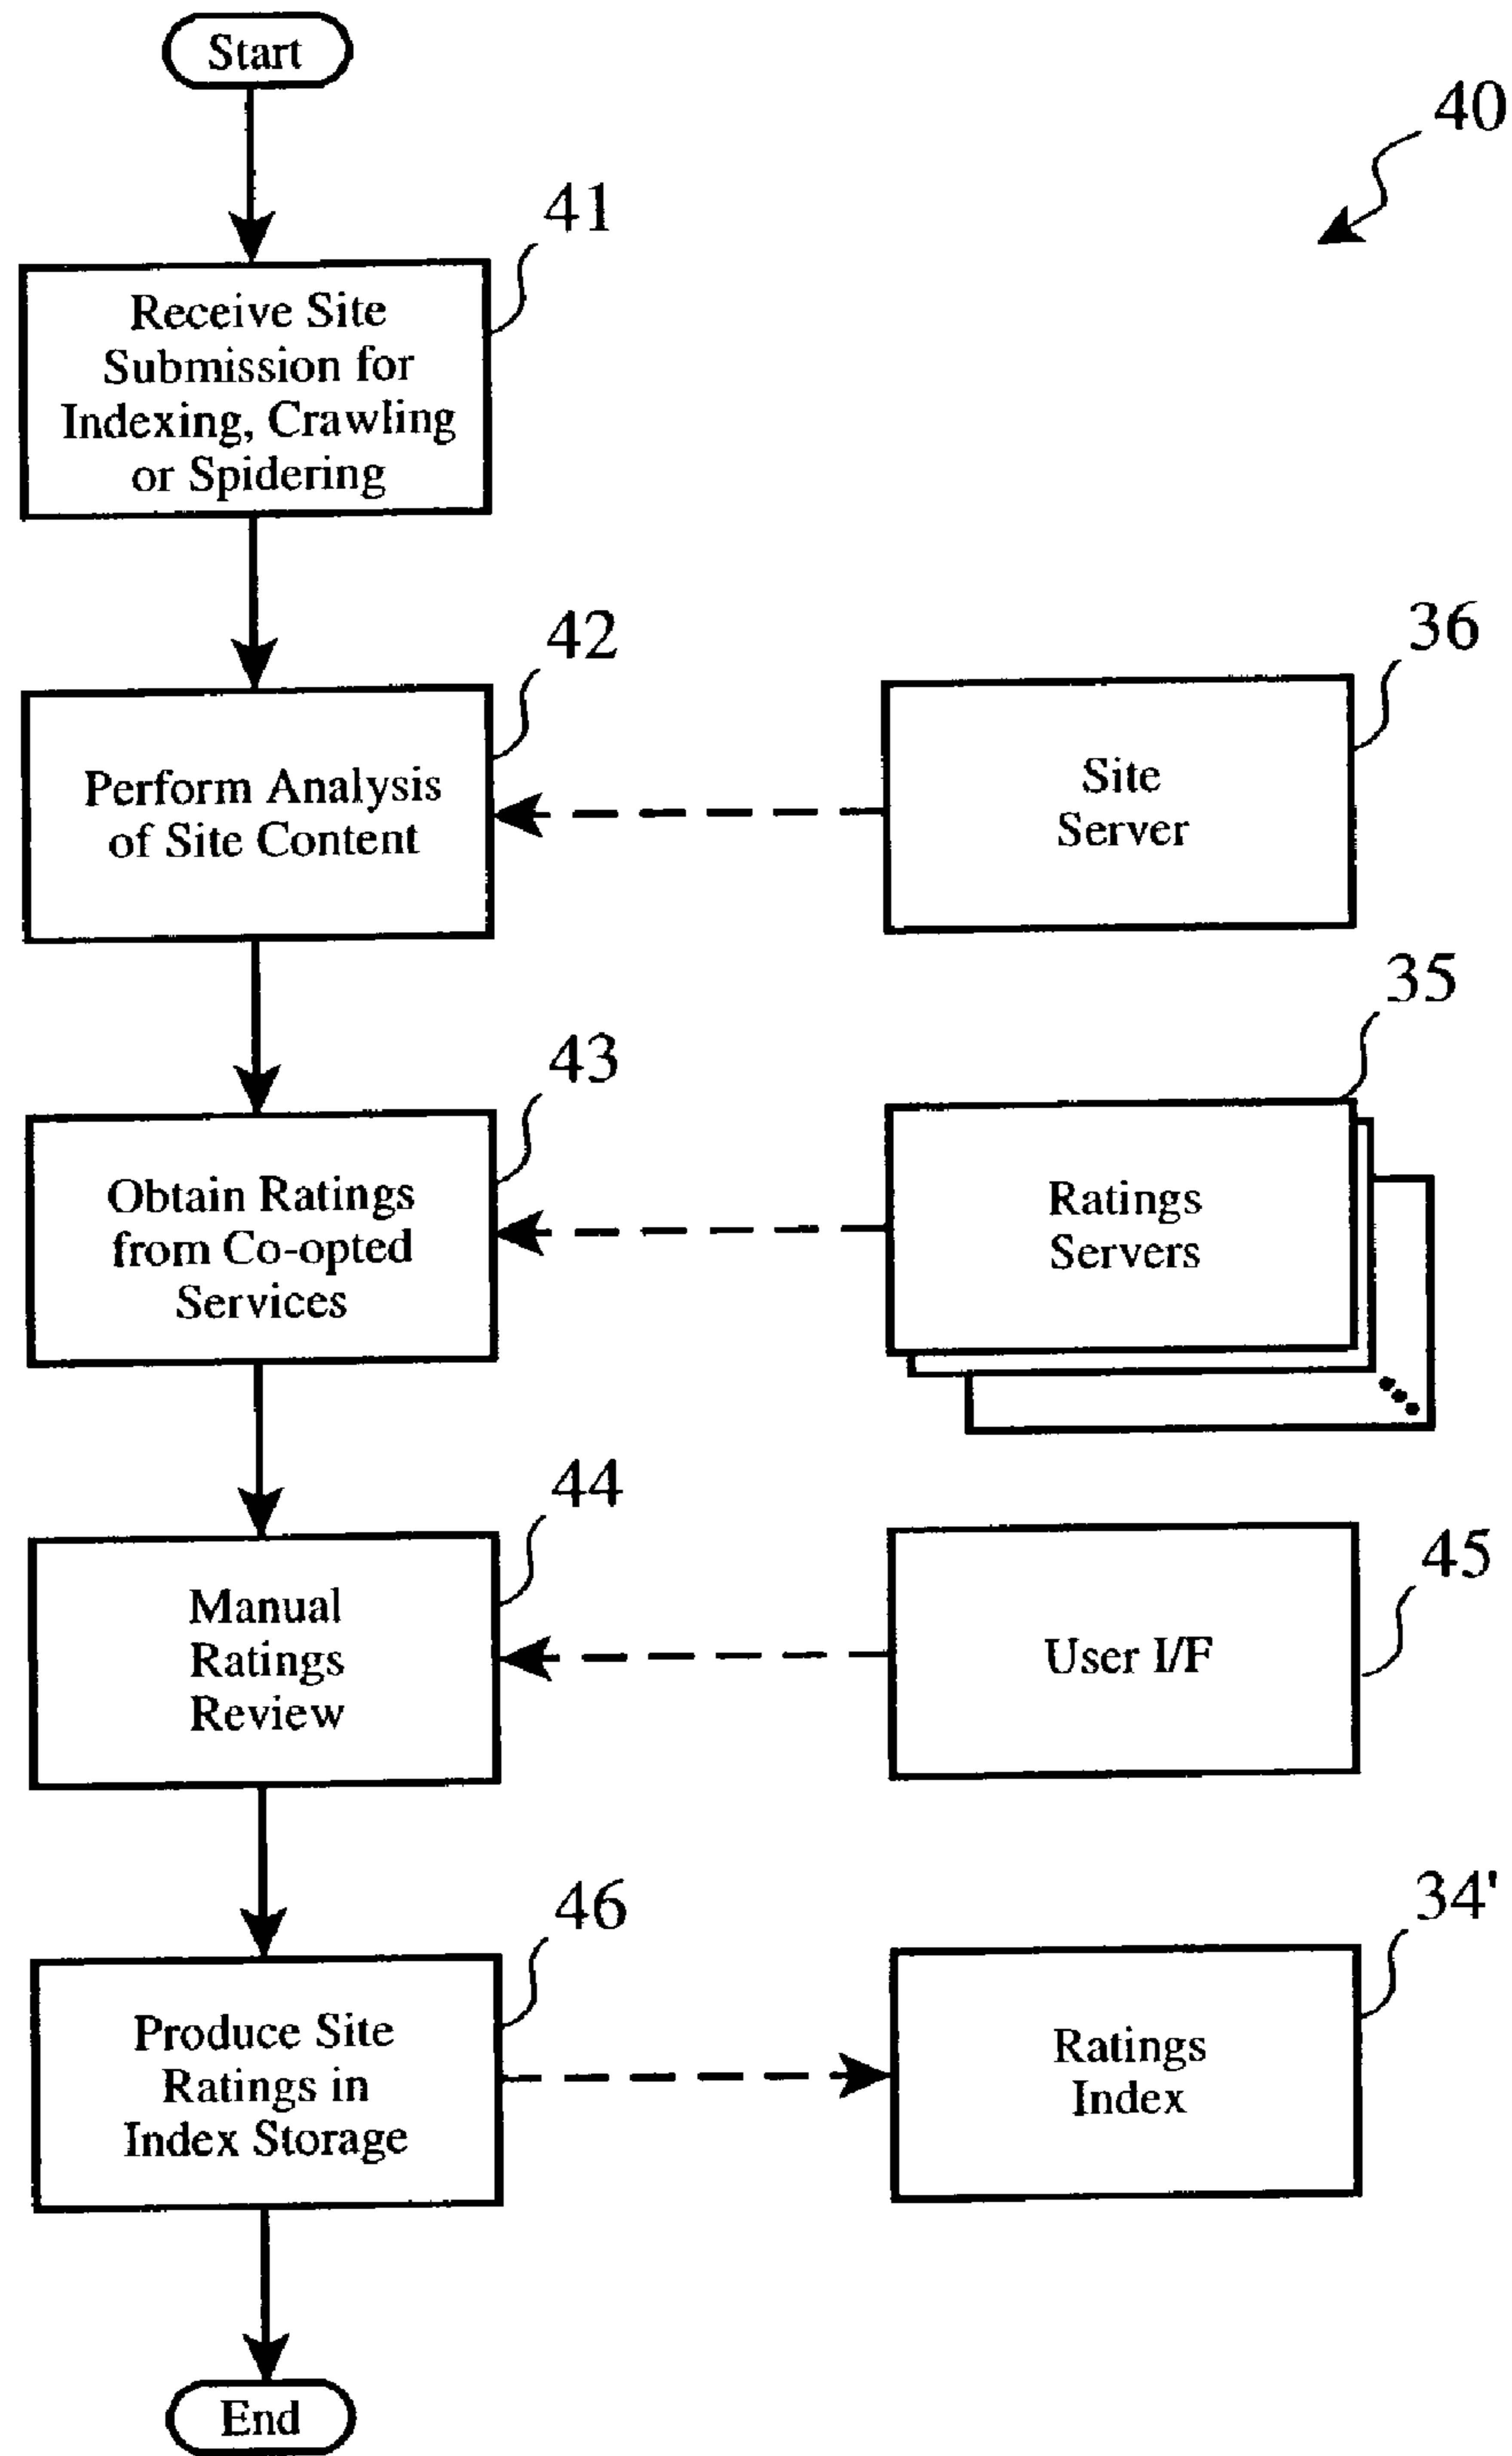 Start
40
41
Receive Site
Submission for
Indexing, Crawling
or Spidering
42
Perform Analysis
of Site Content
36
Site
Server
43
Obtain Ratings
from Co-opted
Services
35
Ratings
Servers
44
Manual
Ratings
Review
45
User I/F
46
Produce Site
Ratings in
Index Storage
34'
Ratings
Index
End